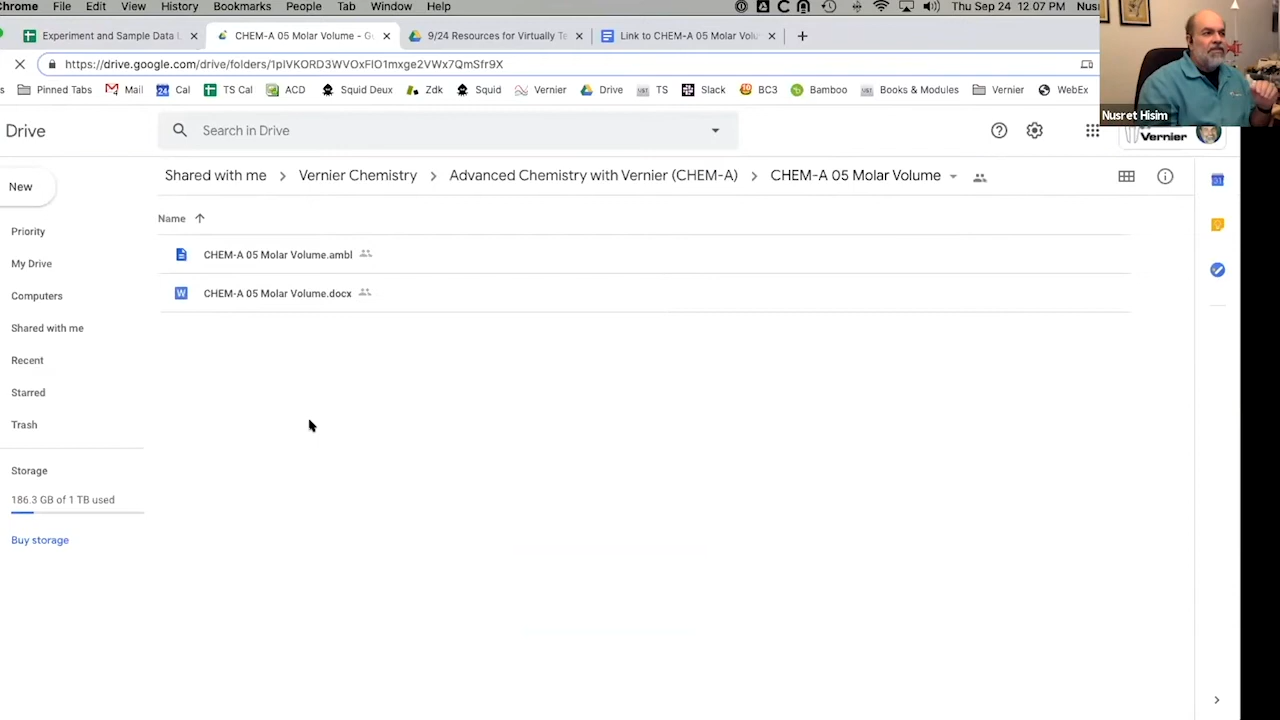 Chrome File Edit View History Bookmarks People Tab Window Help Thu Sep 24 12:07 PM
Experiment and Sample Data L × CHEM-A 05 Molar Volume - G × 9/24 Resources for Virtually Te × Link to CHEM-A 05 Molar Volu × +
https://drive.google.com/drive/folders/1pIVKORD3WVOxFIO1mxge2VWx7QmSfr9X
Pinned Tabs Mail 24 Cal TS Cal ACD Squid Deux Zdk Squid Vernier Drive TS Slack BC3 Bamboo Books & Modules Vernier WebEx
Nusret Hisim
Drive Search in Drive Vernier
Shared with me > Vernier Chemistry > Advanced Chemistry with Vernier (CHEM-A) > CHEM-A 05 Molar Volume
New
Name ↑
Priority
CHEM-A 05 Molar Volume.ambl
My Drive
W CHEM-A 05 Molar Volume.docx
Computers
Shared with me
Recent
Starred
Trash
Storage
186.3 GB of 1 TB used
Buy storage